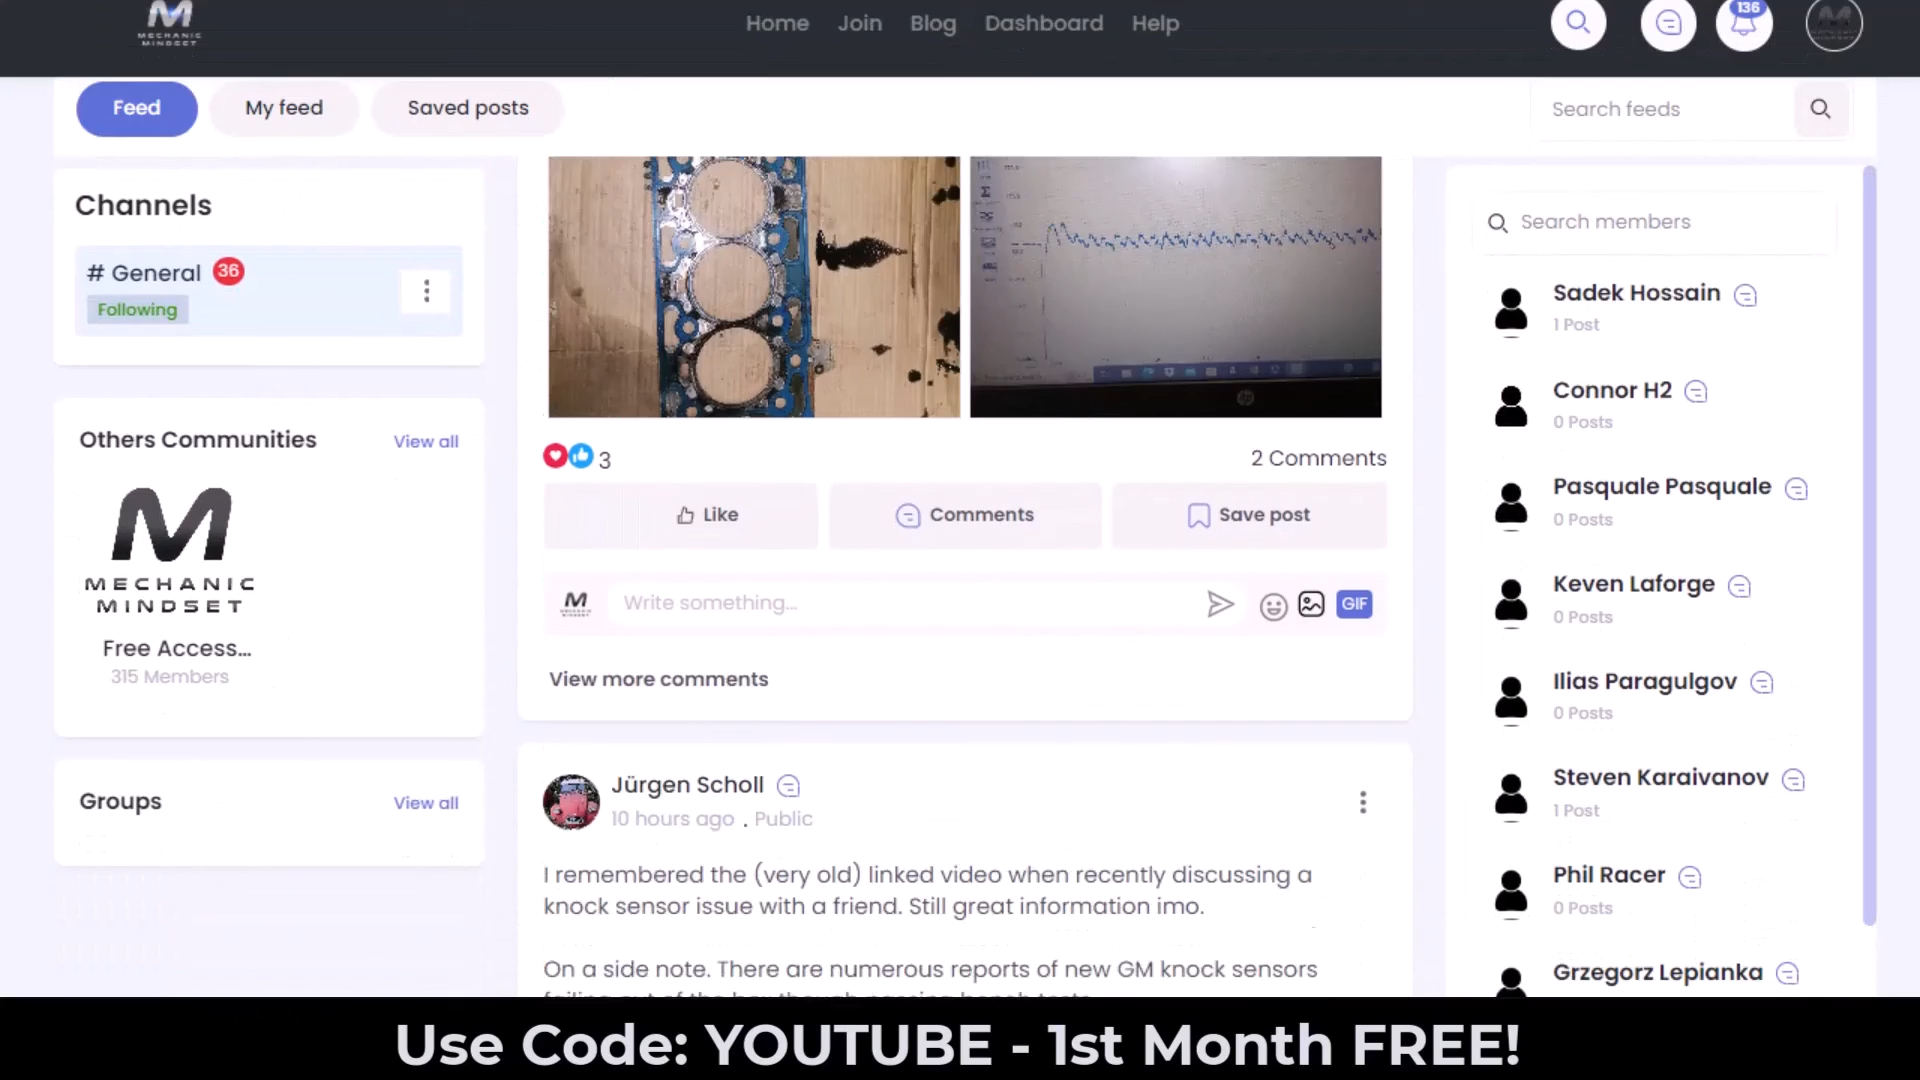 MECHANIC
MINDSET
Home
Join
Blog
Dashboard
Help
136
Feed
My feed
Saved posts
Search feeds
Channels
# General
36
Following
Others Communities
View all
MECHANIC
MINDSET
Free Access...
315 Members
Groups
View all
3
2 Comments
Like
Comments
Save post
Write something...
GIF
View more comments
Jürgen Scholl
10 hours ago . Public
I remembered the (very old) linked video when recently discussing a
knock sensor issue with a friend. Still great information imo.
On a side note. There are numerous reports of new GM knock sensors
Search members
Sadek Hossain
1 Post
Connor H2
0 Posts
Pasquale Pasquale
0 Posts
Keven Laforge
0 Posts
Ilias Paragulgov
0 Posts
Steven Karaivanov
1 Post
Phil Racer
0 Posts
Grzegorz Lepianka
Use Code: YOUTUBE - 1st Month FREE!